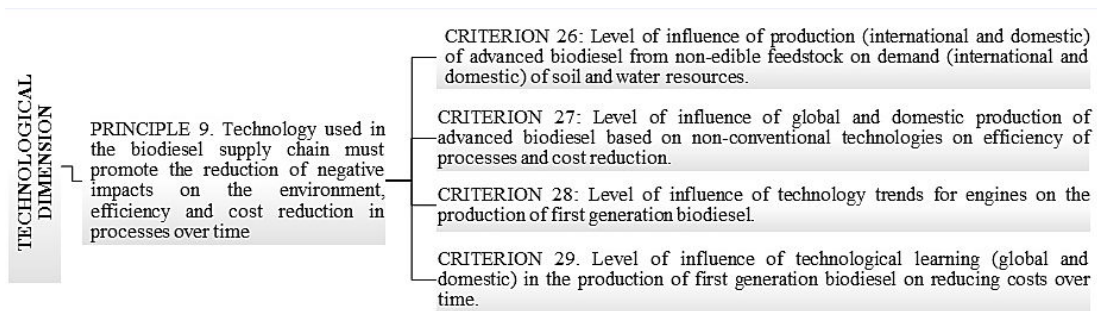 TECHNOLOGICAL
DIMENSION
PRINCIPLE 9. Technology used in
the biodiesel supply chain must
promote the reduction of negative
impacts on the environment,
efficiency and cost reduction in
processes over time
CRITERION 26: Level of influence of production (international and domestic)
of advanced biodiesel from non-edible feedstock on demand (international and
domestic) of soil and water resources.
CRITERION 27: Level of influence of global and domestic production of
advanced biodiesel based on non-conventional technologies on efficiency of
processes and cost reduction.
CRITERION 28: Level of influence of technology trends for engines on the
production of first generation biodiesel.
CRITERION 29. Level of influence of technological learning (global and
domestic) in the production of first generation biodiesel on reducing costs over
time.